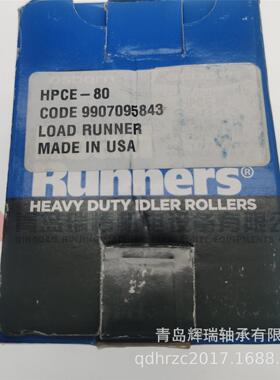 HPCE-80
CODE 9907095843
LOAD RUNNER
MADE IN USA
Runners®
HEAVY DUTY IDLER ROLLERS
青岛辉瑞轴承有限
qdhrzc2017.1688.c